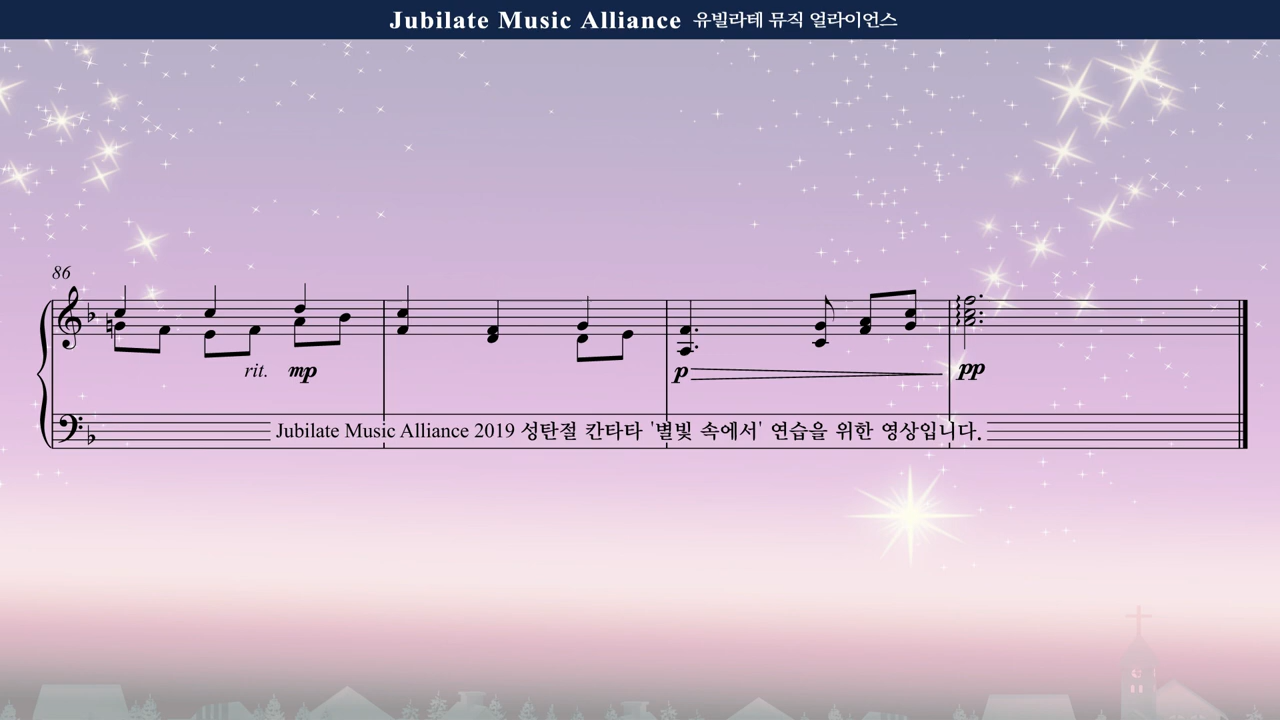 Jubilate Music Alliance 유빌라테 뮤직 얼라이언스
86
rit. mp
p
pp
Jubilate Music Alliance 2019 성탄절 칸타타 '별빛 속에서' 연습을 위한 영상입니다.